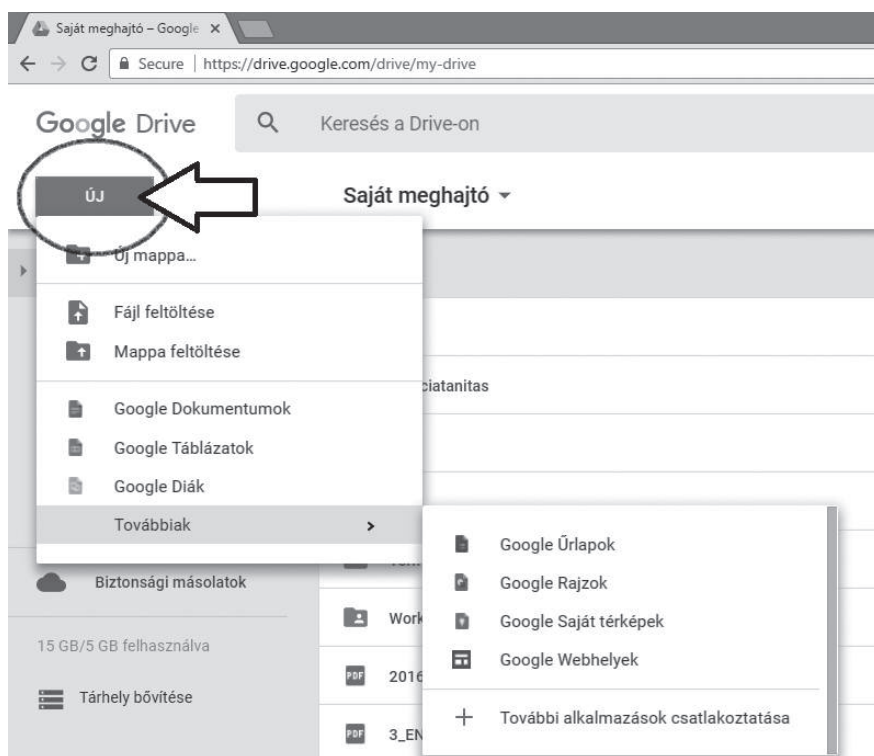 Saját meghajtó – Google
Secure | https://drive.google.com/drive/my-drive
Google Drive
Keresés a Drive-on
ÚJ
Saját meghajtó
Új mappa...
Fájl feltöltése
Mappa feltöltése
ciatanitas
Google Dokumentumok
Google Táblázatok
Google Diák
Továbbiak
Google Űrlapok
Biztonsági másolatok
Google Rajzok
Work
Google Saját térképek
15 GB/5 GB felhasználva
Google Webhelyek
PDF 2016
Tárhely bővítése
További alkalmazások csatlakoztatása
PDF 3_EN